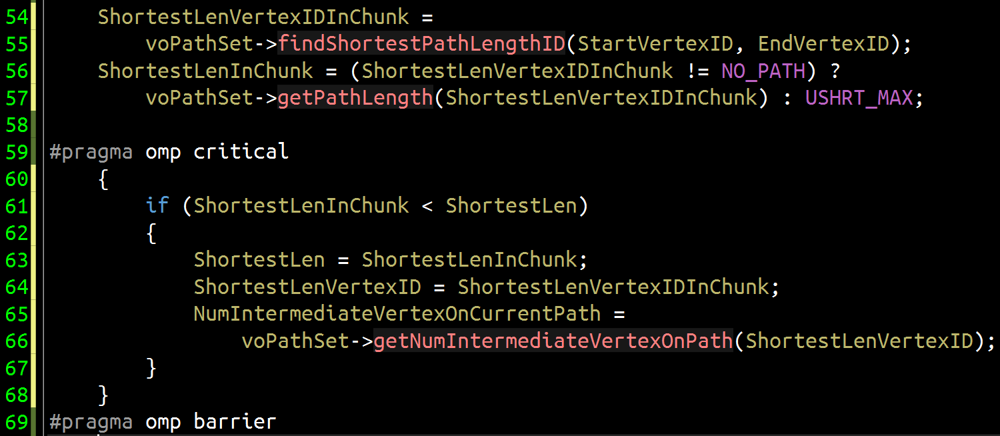 54     ShortestLenVertexIDInChunk =
55         voPathSet->findShortestPathLengthID(StartVertexID, EndVertexID);
56     ShortestLenInChunk = (ShortestLenVertexIDInChunk != NO_PATH) ?
57         voPathSet->getPathLength(ShortestLenVertexIDInChunk) : USHRT_MAX;
58
59 #pragma omp critical
60     {
61         if (ShortestLenInChunk < ShortestLen)
62         {
63             ShortestLen = ShortestLenInChunk;
64             ShortestLenVertexID = ShortestLenVertexIDInChunk;
65             NumIntermediateVertexOnCurrentPath =
66                 voPathSet->getNumIntermediateVertexOnPath(ShortestLenVertexID);
67         }
68     }
69 #pragma omp barrier